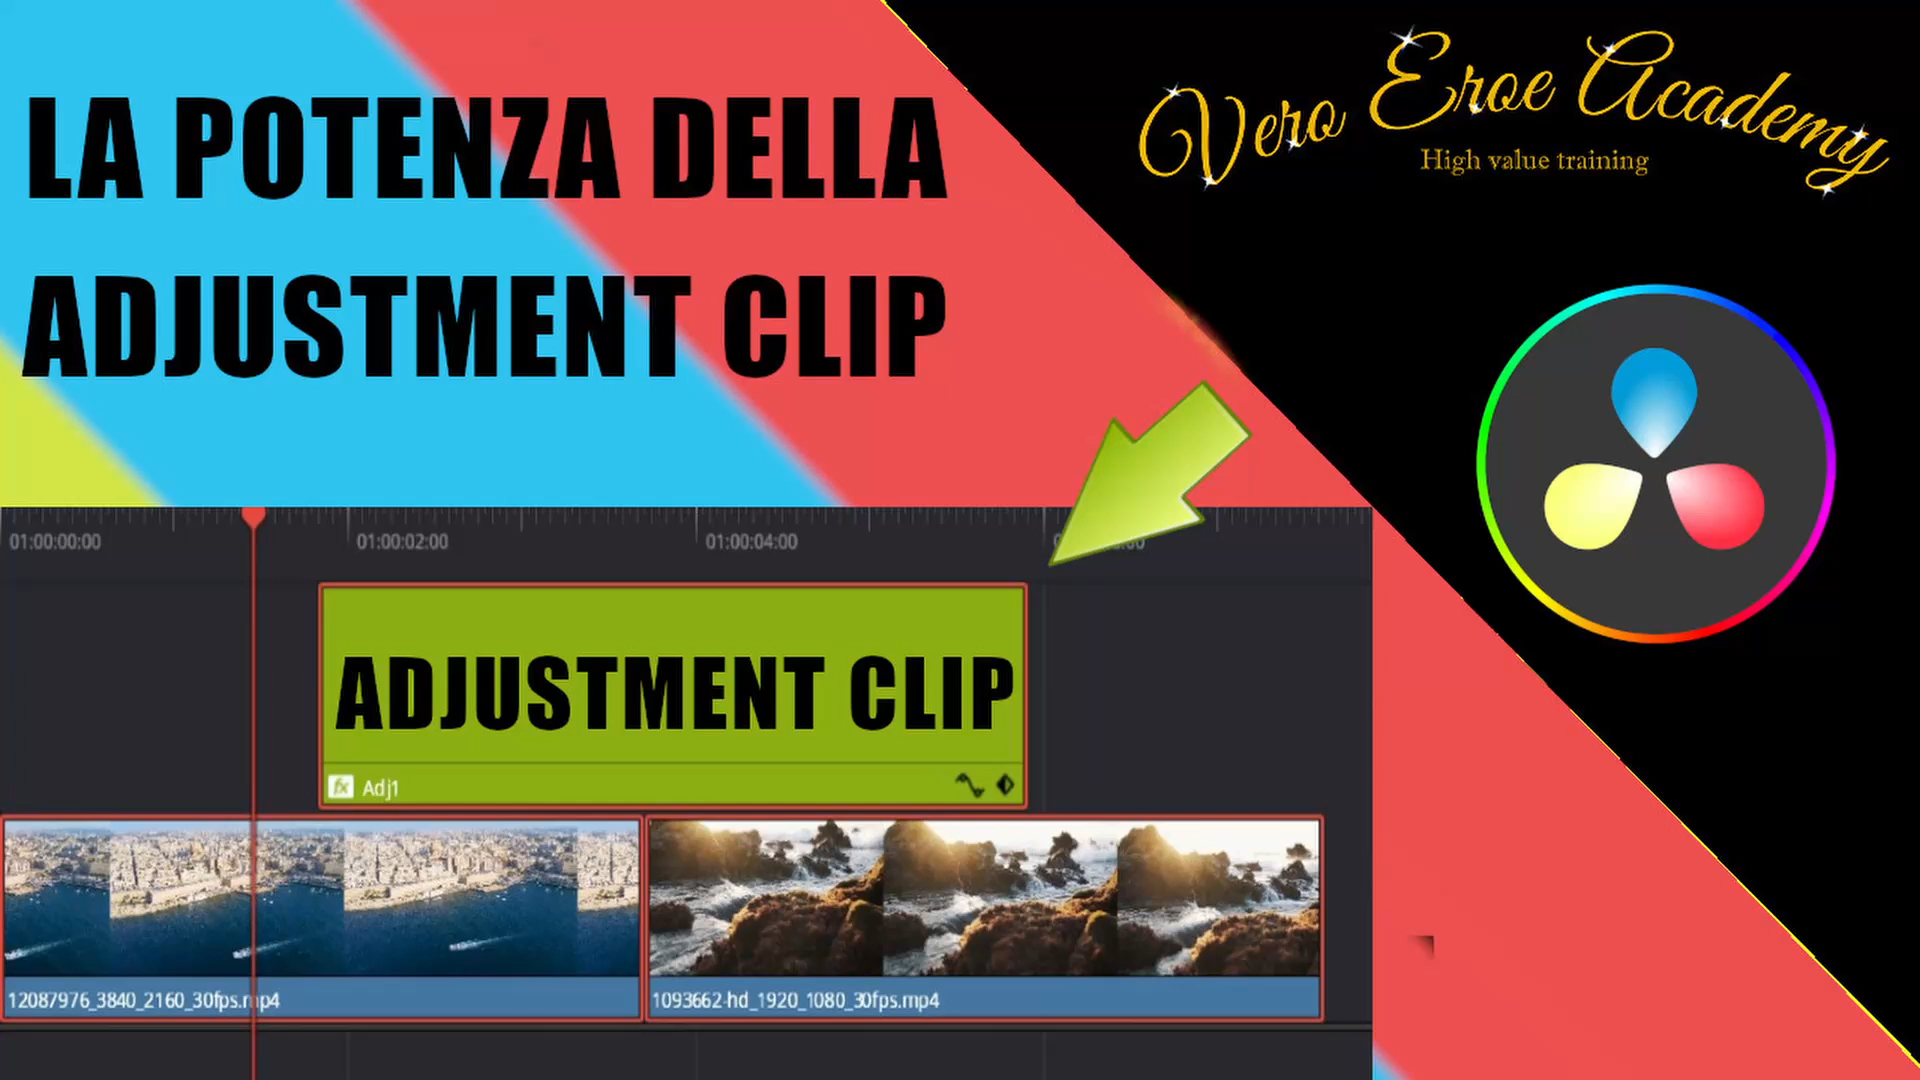 LA POTENZA DELLA
ADJUSTMENT CLIP
Vero Eroe Academy
High value training
01:00:00:00
01:00:02:00
01:00:04:00
ADJUSTMENT CLIP
fx Adj1
12087976_3840_2160_30fps.mp4
1093662-hd_1920_1080_30fps.mp4